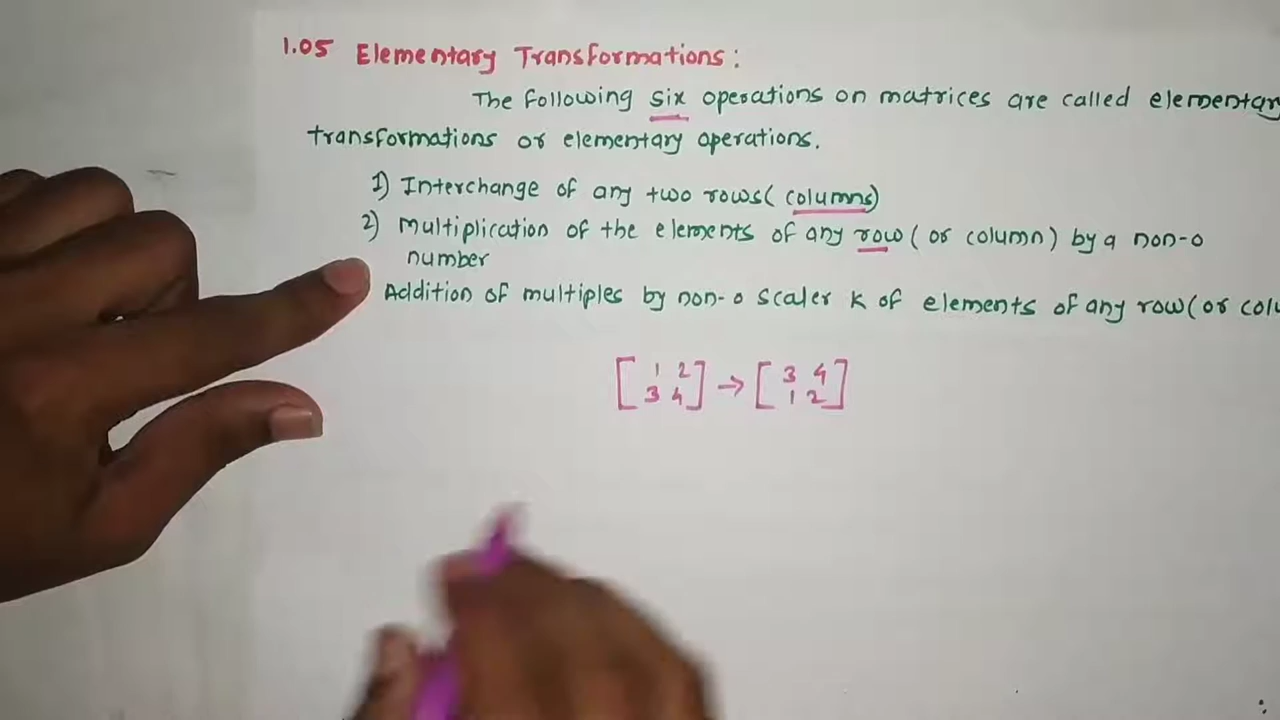 1.05 Elementary Transformations:
The following six operations on matrices are called elementary
transformations or elementary operations.
1) Interchange of any two rows( columns)
2) Multiplication of the elements of any row ( or column) by a non-0
number
Addition of multiples by non-0 scaler K of elements of any row( or colu
[ 1 2 ] → [ 3 4 ]
[ 3 4 ] [ 1 2 ]